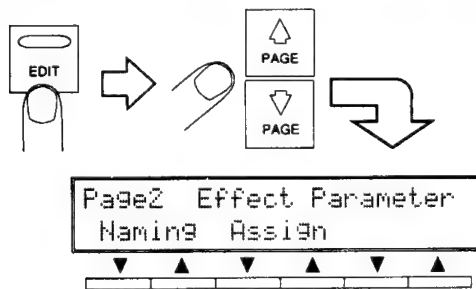 EDIT
PAGE
PAGE
Page2 Effect Parameter
Naming Assign